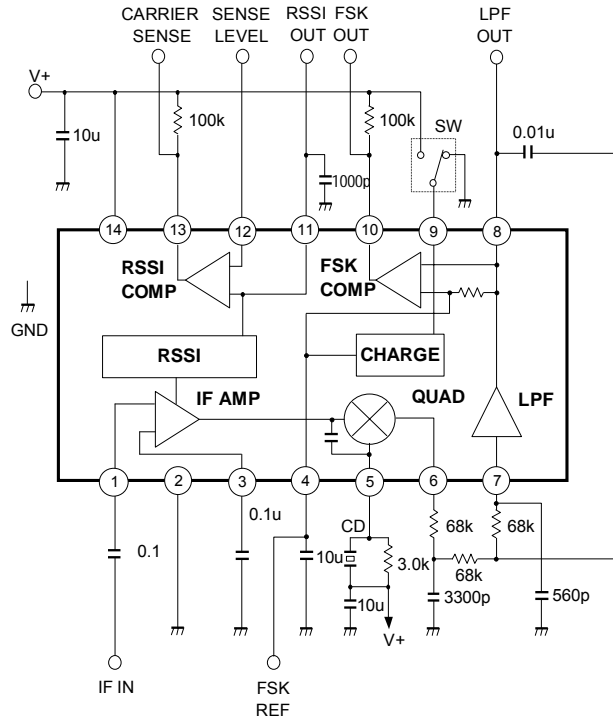 CARRIER SENSE
SENSE LEVEL
RSSI OUT
FSK OUT
LPF OUT
V+
10u
100k
100k
1000p
SW
0.01u
14
13
12
11
10
9
8
RSSI COMP
FSK COMP
GND
RSSI
CHARGE
IF AMP
QUAD
LPF
1
2
3
4
5
6
7
0.1
0.1u
10u
CD
3.0k
10u
V+
68k
68k
68k
3300p
560p
IF IN
FSK REF